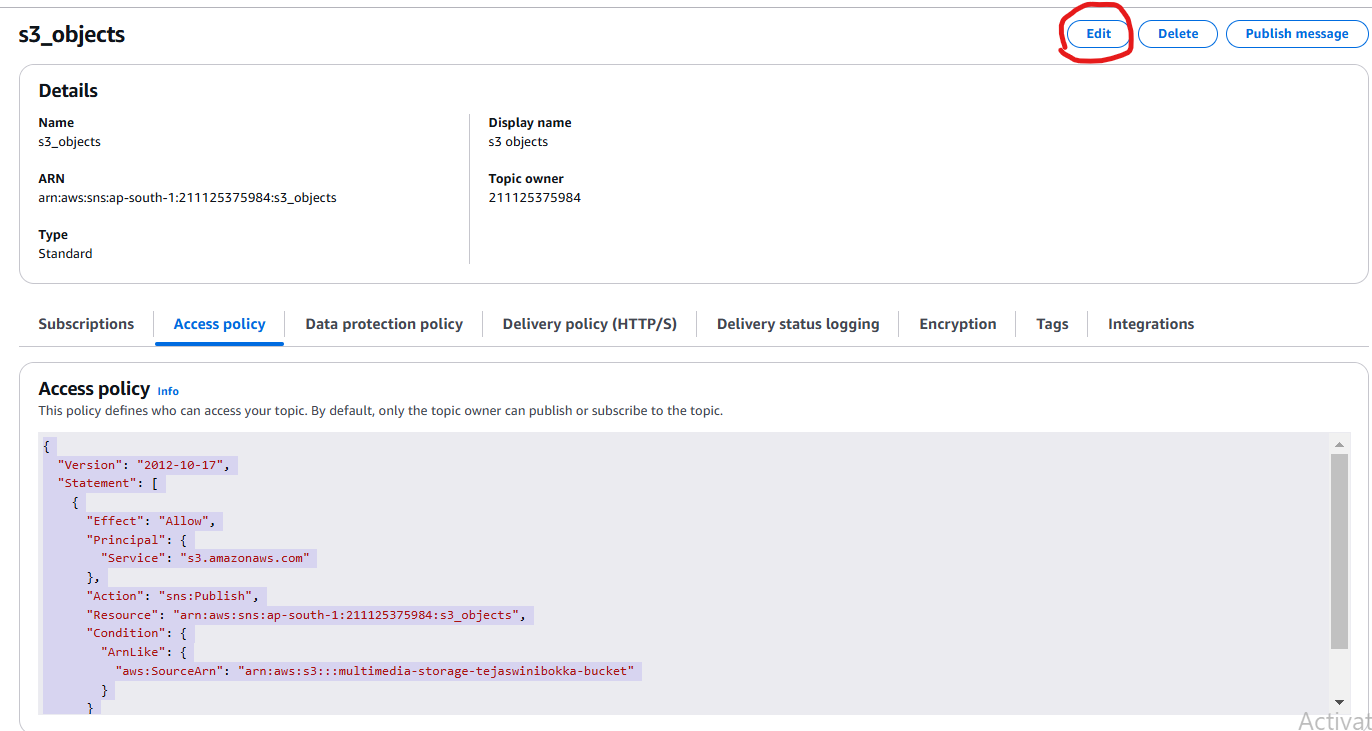 s3_objects
Edit
Delete
Publish message
Details
Name
s3_objects
Display name
s3 objects
ARN
arn:aws:sns:ap-south-1:211125375984:s3_objects
Topic owner
211125375984
Type
Standard
Subscriptions
Access policy
Data protection policy
Delivery policy (HTTP/S)
Delivery status logging
Encryption
Tags
Integrations
Access policy Info
This policy defines who can access your topic. By default, only the topic owner can publish or subscribe to the topic.
{
"Version": "2012-10-17",
"Statement": [
{
"Effect": "Allow",
"Principal": {
"Service": "s3.amazonaws.com"
},
"Action": "sns:Publish",
"Resource": "arn:aws:sns:ap-south-1:211125375984:s3_objects",
"Condition": {
"ArnLike": {
"aws:SourceArn": "arn:aws:s3:::multimedia-storage-tejaswinibokka-bucket"
}
}
Activat